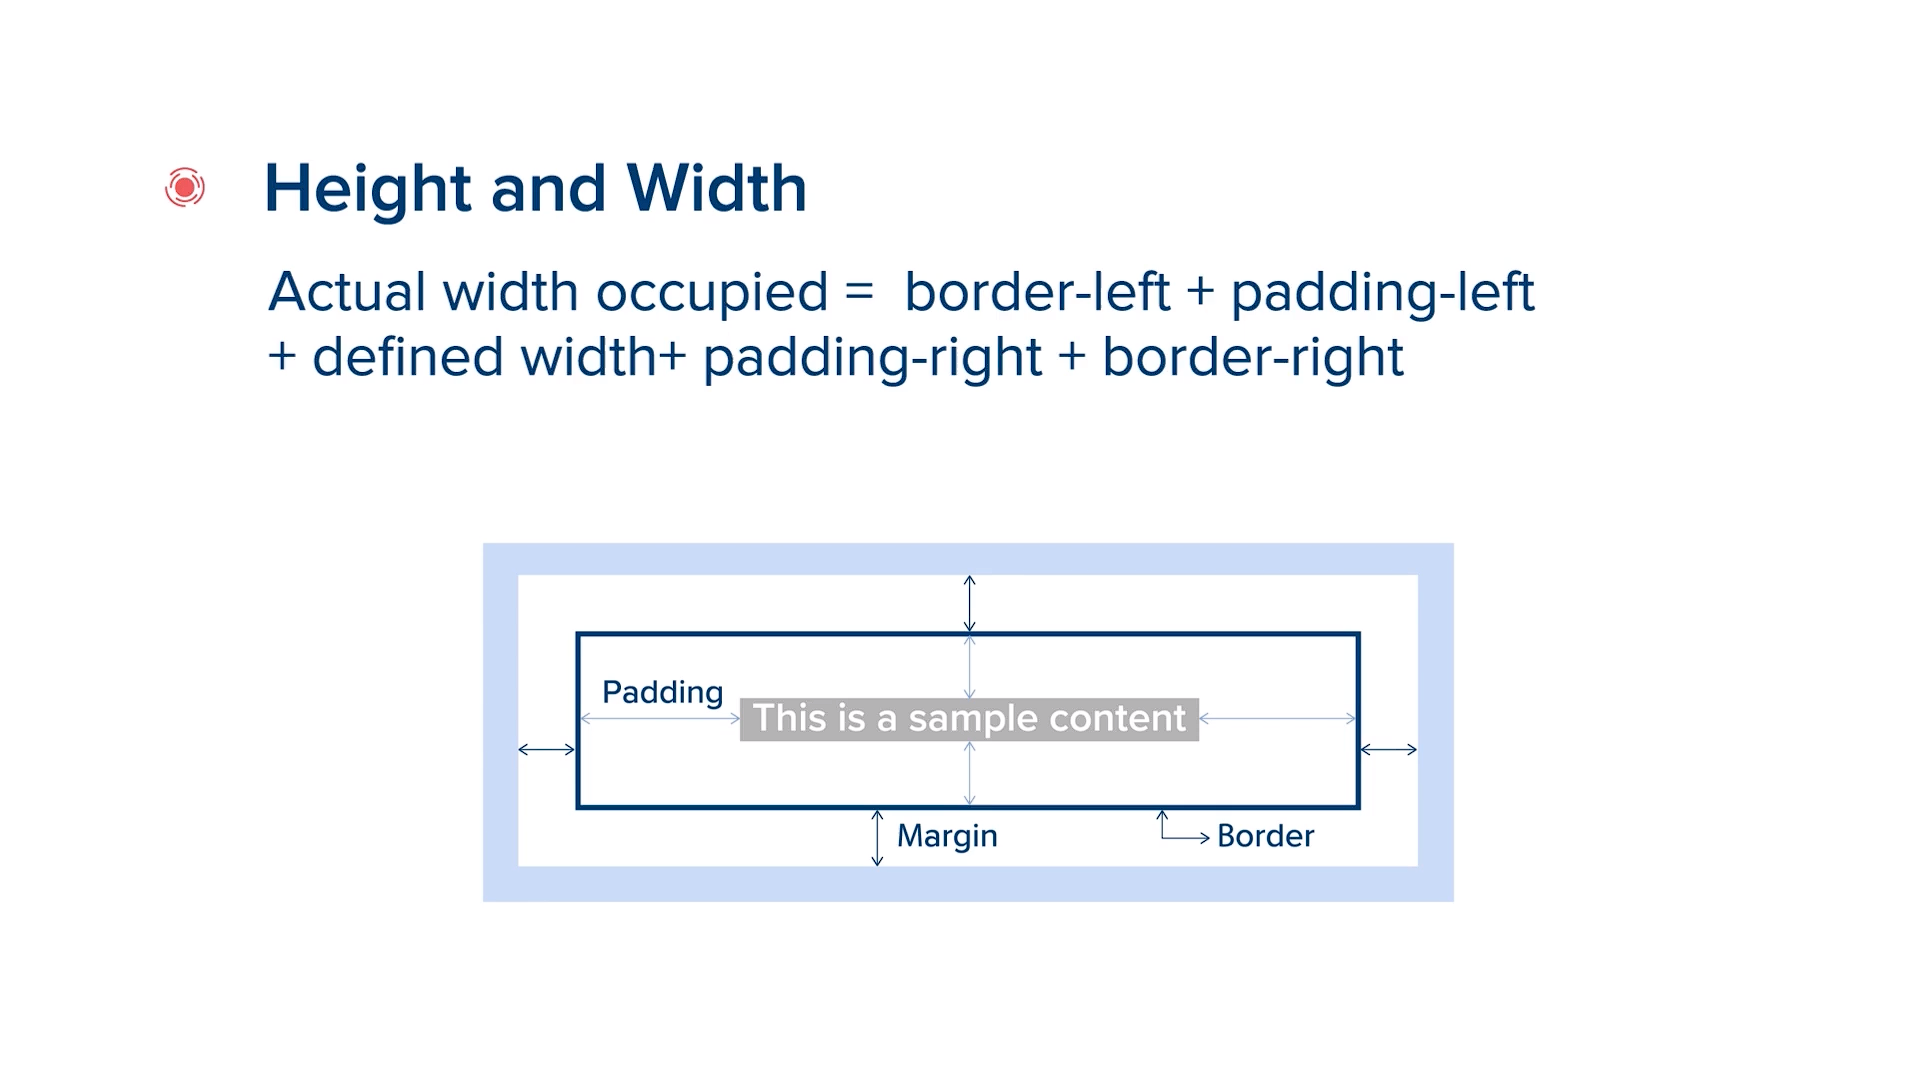 Height and Width
Actual width occupied =  border-left + padding-left
+ defined width+ padding-right + border-right
Padding
This is a sample content
Margin
Border